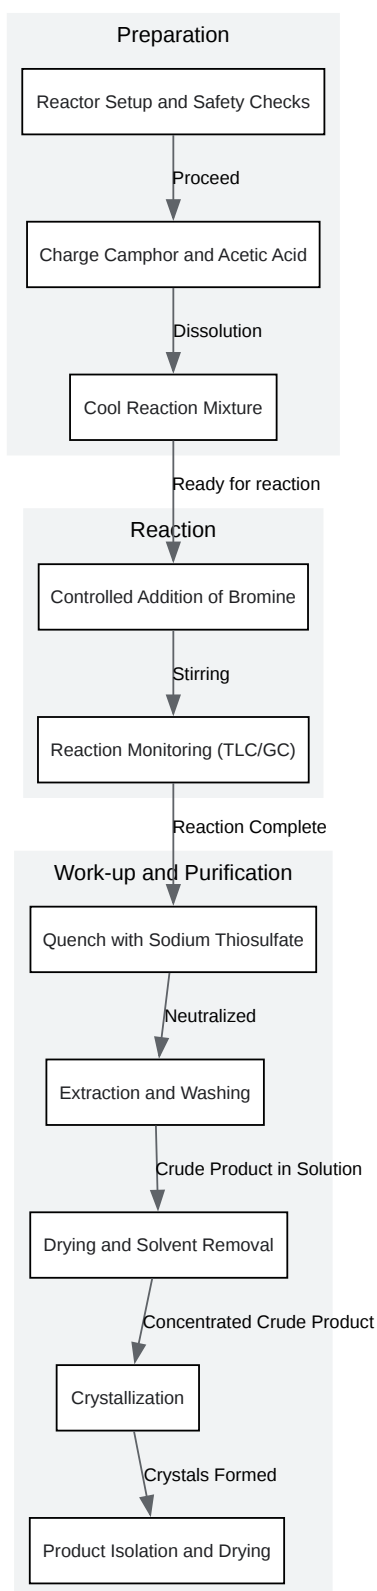 Preparation
Reactor Setup and Safety Checks
Proceed
Charge Camphor and Acetic Acid
Dissolution
Cool Reaction Mixture
Ready for reaction
Reaction
Controlled Addition of Bromine
Stirring
Reaction Monitoring (TLC/GC)
Reaction Complete
Work-up and Purification
Quench with Sodium Thiosulfate
Neutralized
Extraction and Washing
Crude Product in Solution
Drying and Solvent Removal
Concentrated Crude Product
Crystallization
Crystals Formed
Product Isolation and Drying